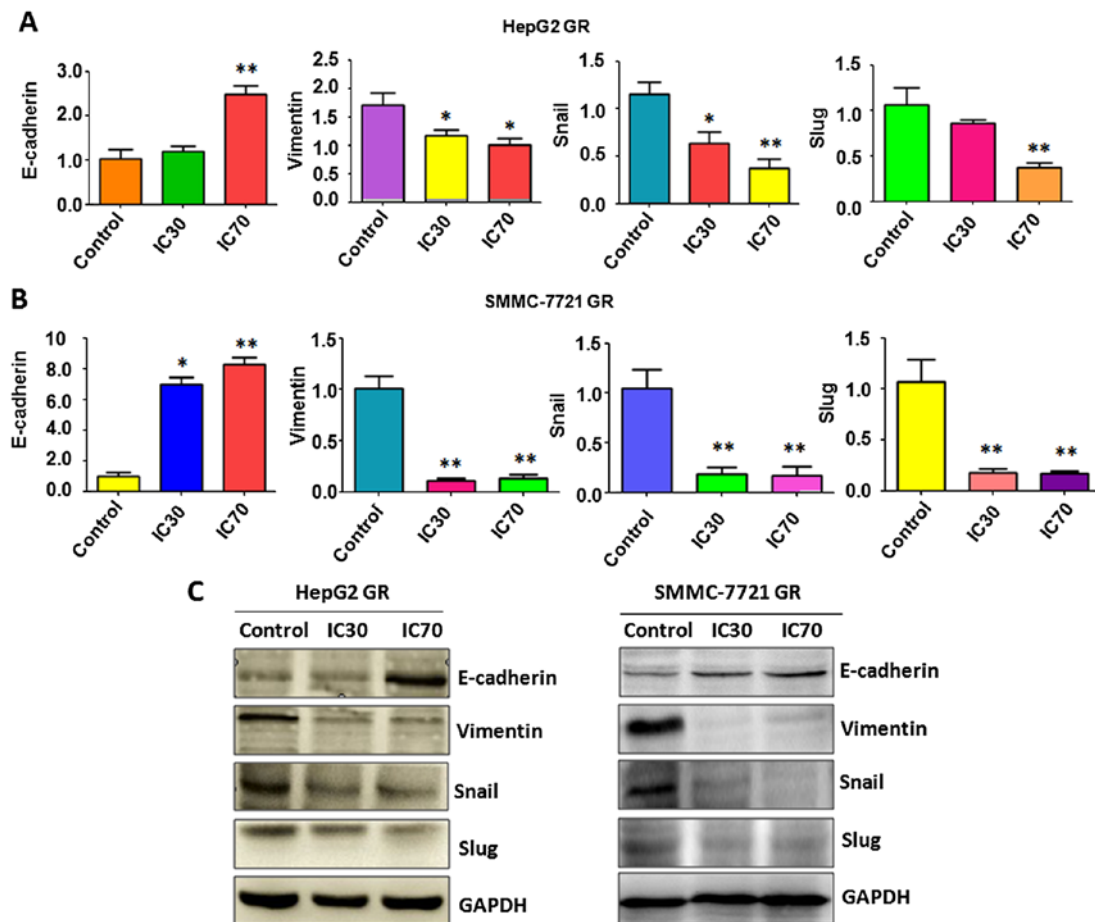 A
HepG2 GR
E-cadherin
3.0
2.0
1.0
0.0
**
Control
IC30
IC70
Vimentin
2.5
2.0
1.5
1.0
0.5
0.0
*
*
Control
IC30
IC70
Snail
1.5
1.0
0.5
0.0
*
**
Control
IC30
IC70
Slug
1.5
1.0
0.5
0.0
**
Control
IC30
IC70
B
SMMC-7721 GR
E-cadherin
10
8.0
6.0
4.0
2.0
0.0
*
**
Control
IC30
IC70
Vimentin
1.5
1.0
0.5
0.0
**
**
Control
IC30
IC70
Snail
1.5
1.0
0.5
0.0
**
**
Control
IC30
IC70
Slug
1.5
1.0
0.5
0.0
**
**
Control
IC30
IC70
C
HepG2 GR
Control IC30 IC70
E-cadherin
Vimentin
Snail
Slug
GAPDH
SMMC-7721 GR
Control IC30 IC70
E-cadherin
Vimentin
Snail
Slug
GAPDH